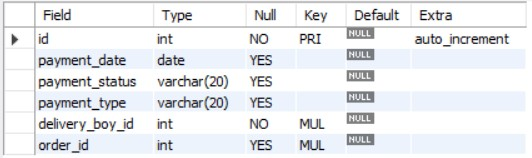 Field Type Null Key Default Extra
id int NO PRI NULL auto_increment
payment_date date YES NULL
payment_status varchar(20) YES NULL
payment_type varchar(20) YES NULL
delivery_boy_id int NO MUL NULL
order_id int YES MUL NULL